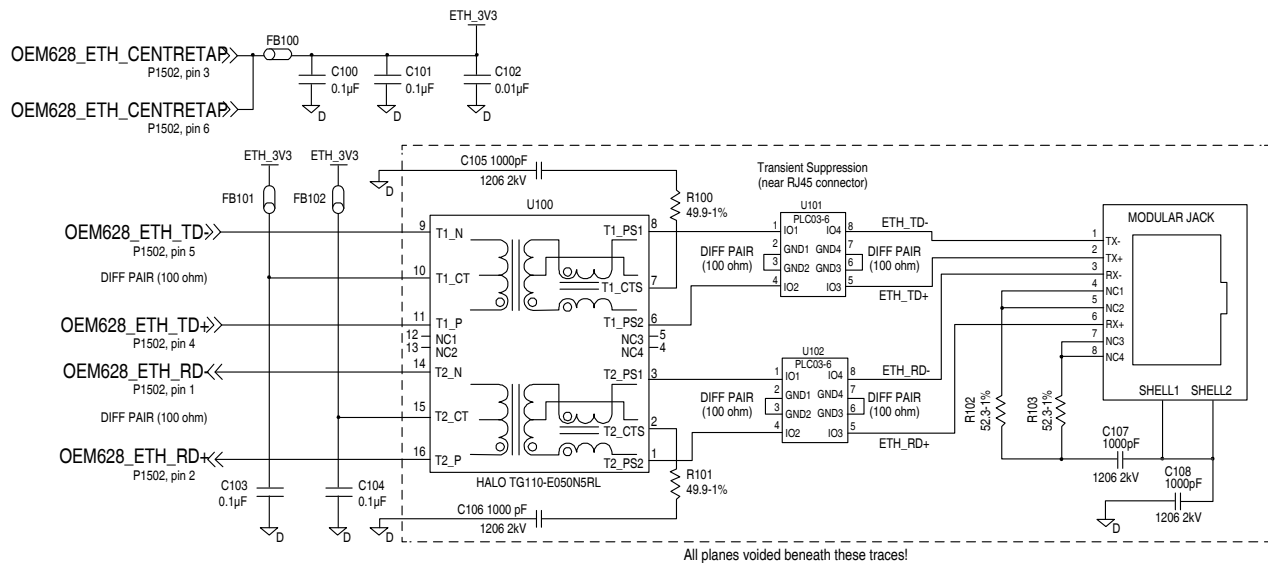 ETH_3V3
OEM628_ETH_CENTRETAP
P1502, pin 3
FB100
C100
0.1µF
C101
0.1µF
C102
0.01µF
D
D
D
OEM628_ETH_CENTRETAP
P1502, pin 6
ETH_3V3
ETH_3V3
FB101
FB102
C105 1000pF
1206 2kV
D
R100
49.9-1%
Transient Suppression
(near RJ45 connector)
OEM628_ETH_TD-
P1502, pin 5
DIFF PAIR (100 ohm)
OEM628_ETH_TD+
P1502, pin 4
OEM628_ETH_RD-
P1502, pin 1
DIFF PAIR (100 ohm)
OEM628_ETH_RD+
P1502, pin 2
C103
0.1µF
D
C104
0.1µF
D
U100
9
T1_N
10
T1_CT
11
T1_P
12
NC1
13
NC2
14
T2_N
15
T2_CT
16
T2_P
T1_PS1
8
T1_CTS
7
T1_PS2
6
NC3
5
NC4
4
T2_PS1
3
T2_CTS
2
T2_PS2
1
HALO TG110-E050N5RL
R101
49.9-1%
C106 1000 pF
1206 2kV
D
U101
PLC03-6
1
IO1
IO4
8
2
GND1
GND4
7
3
GND2
GND3
6
4
IO2
IO3
5
DIFF PAIR
(100 ohm)
DIFF PAIR
(100 ohm)
ETH_TD-
ETH_TD+
U102
PLC03-6
1
IO1
IO4
8
2
GND1
GND4
7
3
GND2
GND3
6
4
IO2
IO3
5
DIFF PAIR
(100 ohm)
DIFF PAIR
(100 ohm)
ETH_RD-
ETH_RD+
MODULAR JACK
1
TX-
2
TX+
3
RX-
4
NC1
5
NC2
6
RX+
7
NC3
8
NC4
SHELL1
SHELL2
R102
52.3-1%
R103
52.3-1%
C107
1000pF
1206 2kV
C108
1000pF
1206 2kV
D
All planes voided beneath these traces!